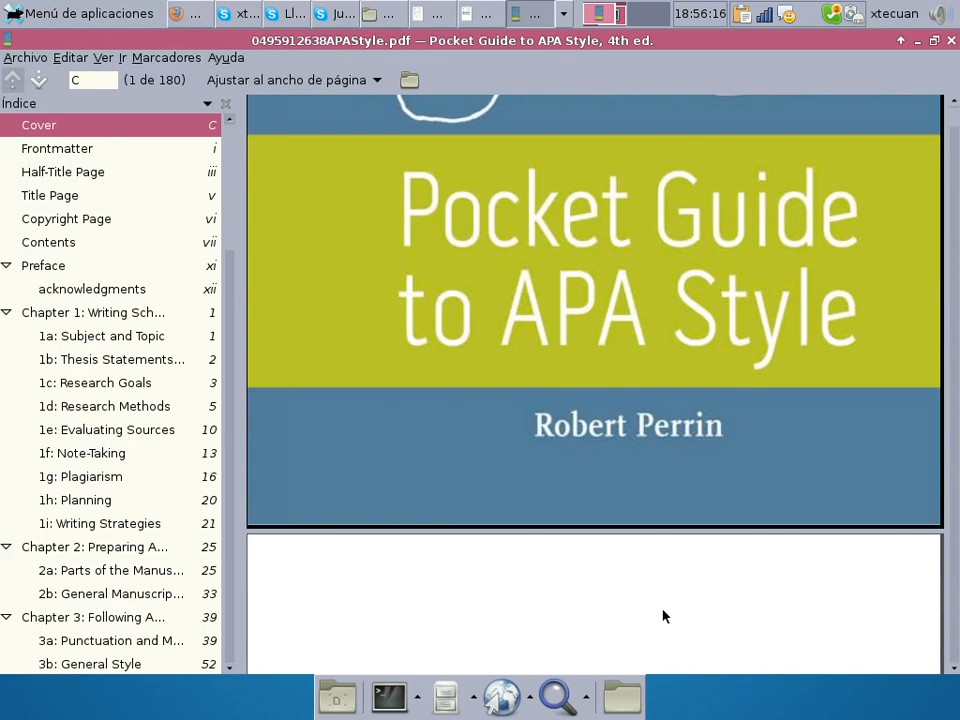 Menú de aplicaciones ... xt... Ll... Ju... ... ... ... ... 18:56:16 xtecuan
0495912638APAStyle.pdf — Pocket Guide to APA Style, 4th ed.
Archivo Editar Ver Ir Marcadores Ayuda
C (1 de 180) Ajustar al ancho de página
Índice
Cover C
Frontmatter i
Half-Title Page iii
Title Page v
Copyright Page vi
Contents vii
Preface xi
acknowledgments xii
Chapter 1: Writing Sch... 1
1a: Subject and Topic 1
1b: Thesis Statements... 2
1c: Research Goals 3
1d: Research Methods 5
1e: Evaluating Sources 10
1f: Note-Taking 13
1g: Plagiarism 16
1h: Planning 20
1i: Writing Strategies 21
Chapter 2: Preparing A... 25
2a: Parts of the Manus... 25
2b: General Manuscrip... 33
Chapter 3: Following A... 39
3a: Punctuation and M... 39
3b: General Style 52
Pocket Guide
to APA Style
Robert Perrin
D